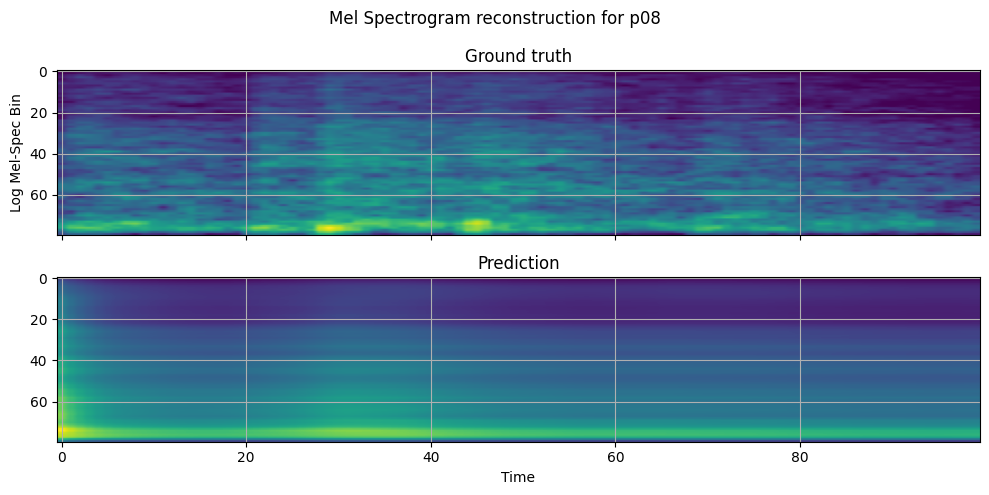 Mel Spectrogram reconstruction for p08
Ground truth
0
20
40
60
Log Mel-Spec Bin
Prediction
0
20
40
60
0 20 40 60 80
Time